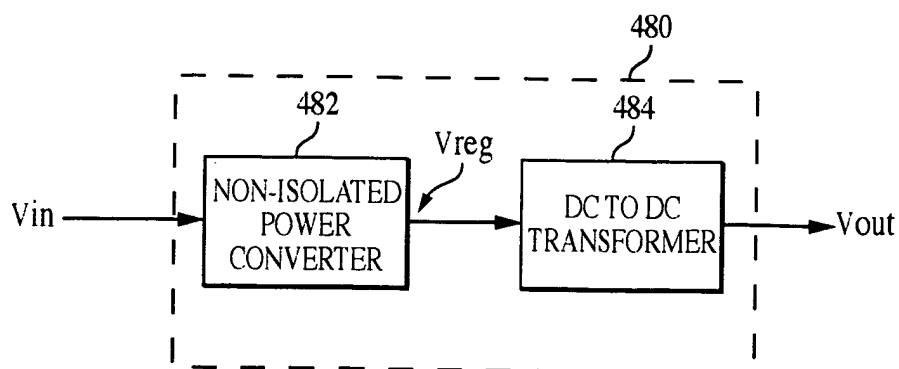 480
482
484
Vreg
NON-ISOLATED
POWER
CONVERTER
DC TO DC
TRANSFORMER
Vin
Vout